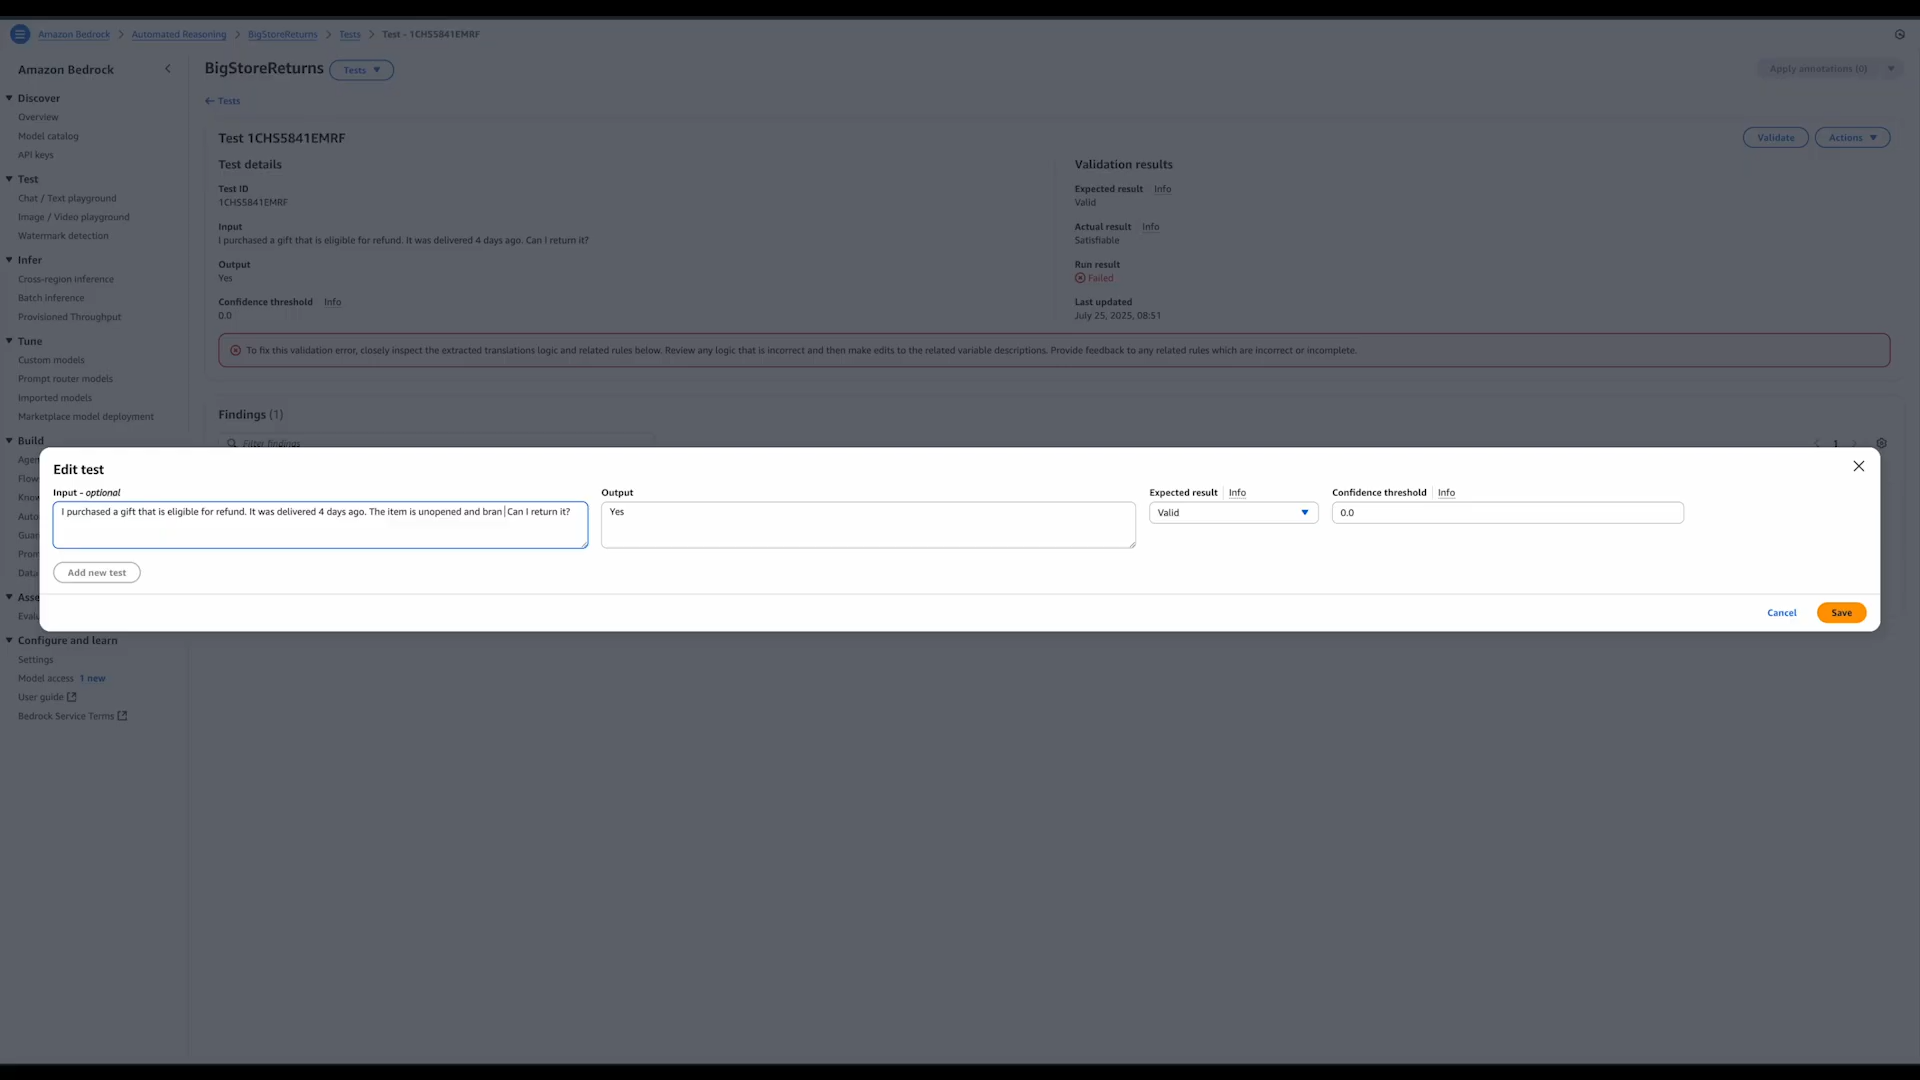 Amazon Bedrock > Automated Reasoning > BigStoreReturns > Tests > Test - 1CHS5841EMRF
Amazon Bedrock
Discover
Overview
Model catalog
API keys
Test
Chat / Text playground
Image / Video playground
Watermark detection
Infer
Cross-region inference
Batch inference
Provisioned Throughput
Tune
Custom models
Prompt router models
Imported models
Marketplace model deployment
Build
Agen
Flow
Know
Auto
Guar
Prom
Data
Asse
Evalu
Configure and learn
Settings
Model access 1 new
User guide
Bedrock Service Terms
BigStoreReturns Tests
Apply annotations (0)
Tests
Test 1CHS5841EMRF
Validate Actions
Test details
Test ID
1CHS5841EMRF
Input
I purchased a gift that is eligible for refund. It was delivered 4 days ago. Can I return it?
Output
Yes
Confidence threshold Info
0.0
Validation results
Expected result Info
Valid
Actual result Info
Satisfiable
Run result
Failed
Last updated
July 25, 2025, 08:51
To fix this validation error, closely inspect the extracted translations logic and related rules below. Review any logic that is incorrect and then make edits to the related variable descriptions. Provide feedback to any related rules which are incorrect or incomplete.
Findings (1)
Filter findings
1
Edit test
Input - optional
I purchased a gift that is eligible for refund. It was delivered 4 days ago. The item is unopened and bran Can I return it?
Output
Yes
Expected result Info
Valid
Confidence threshold Info
0.0
Add new test
Cancel Save